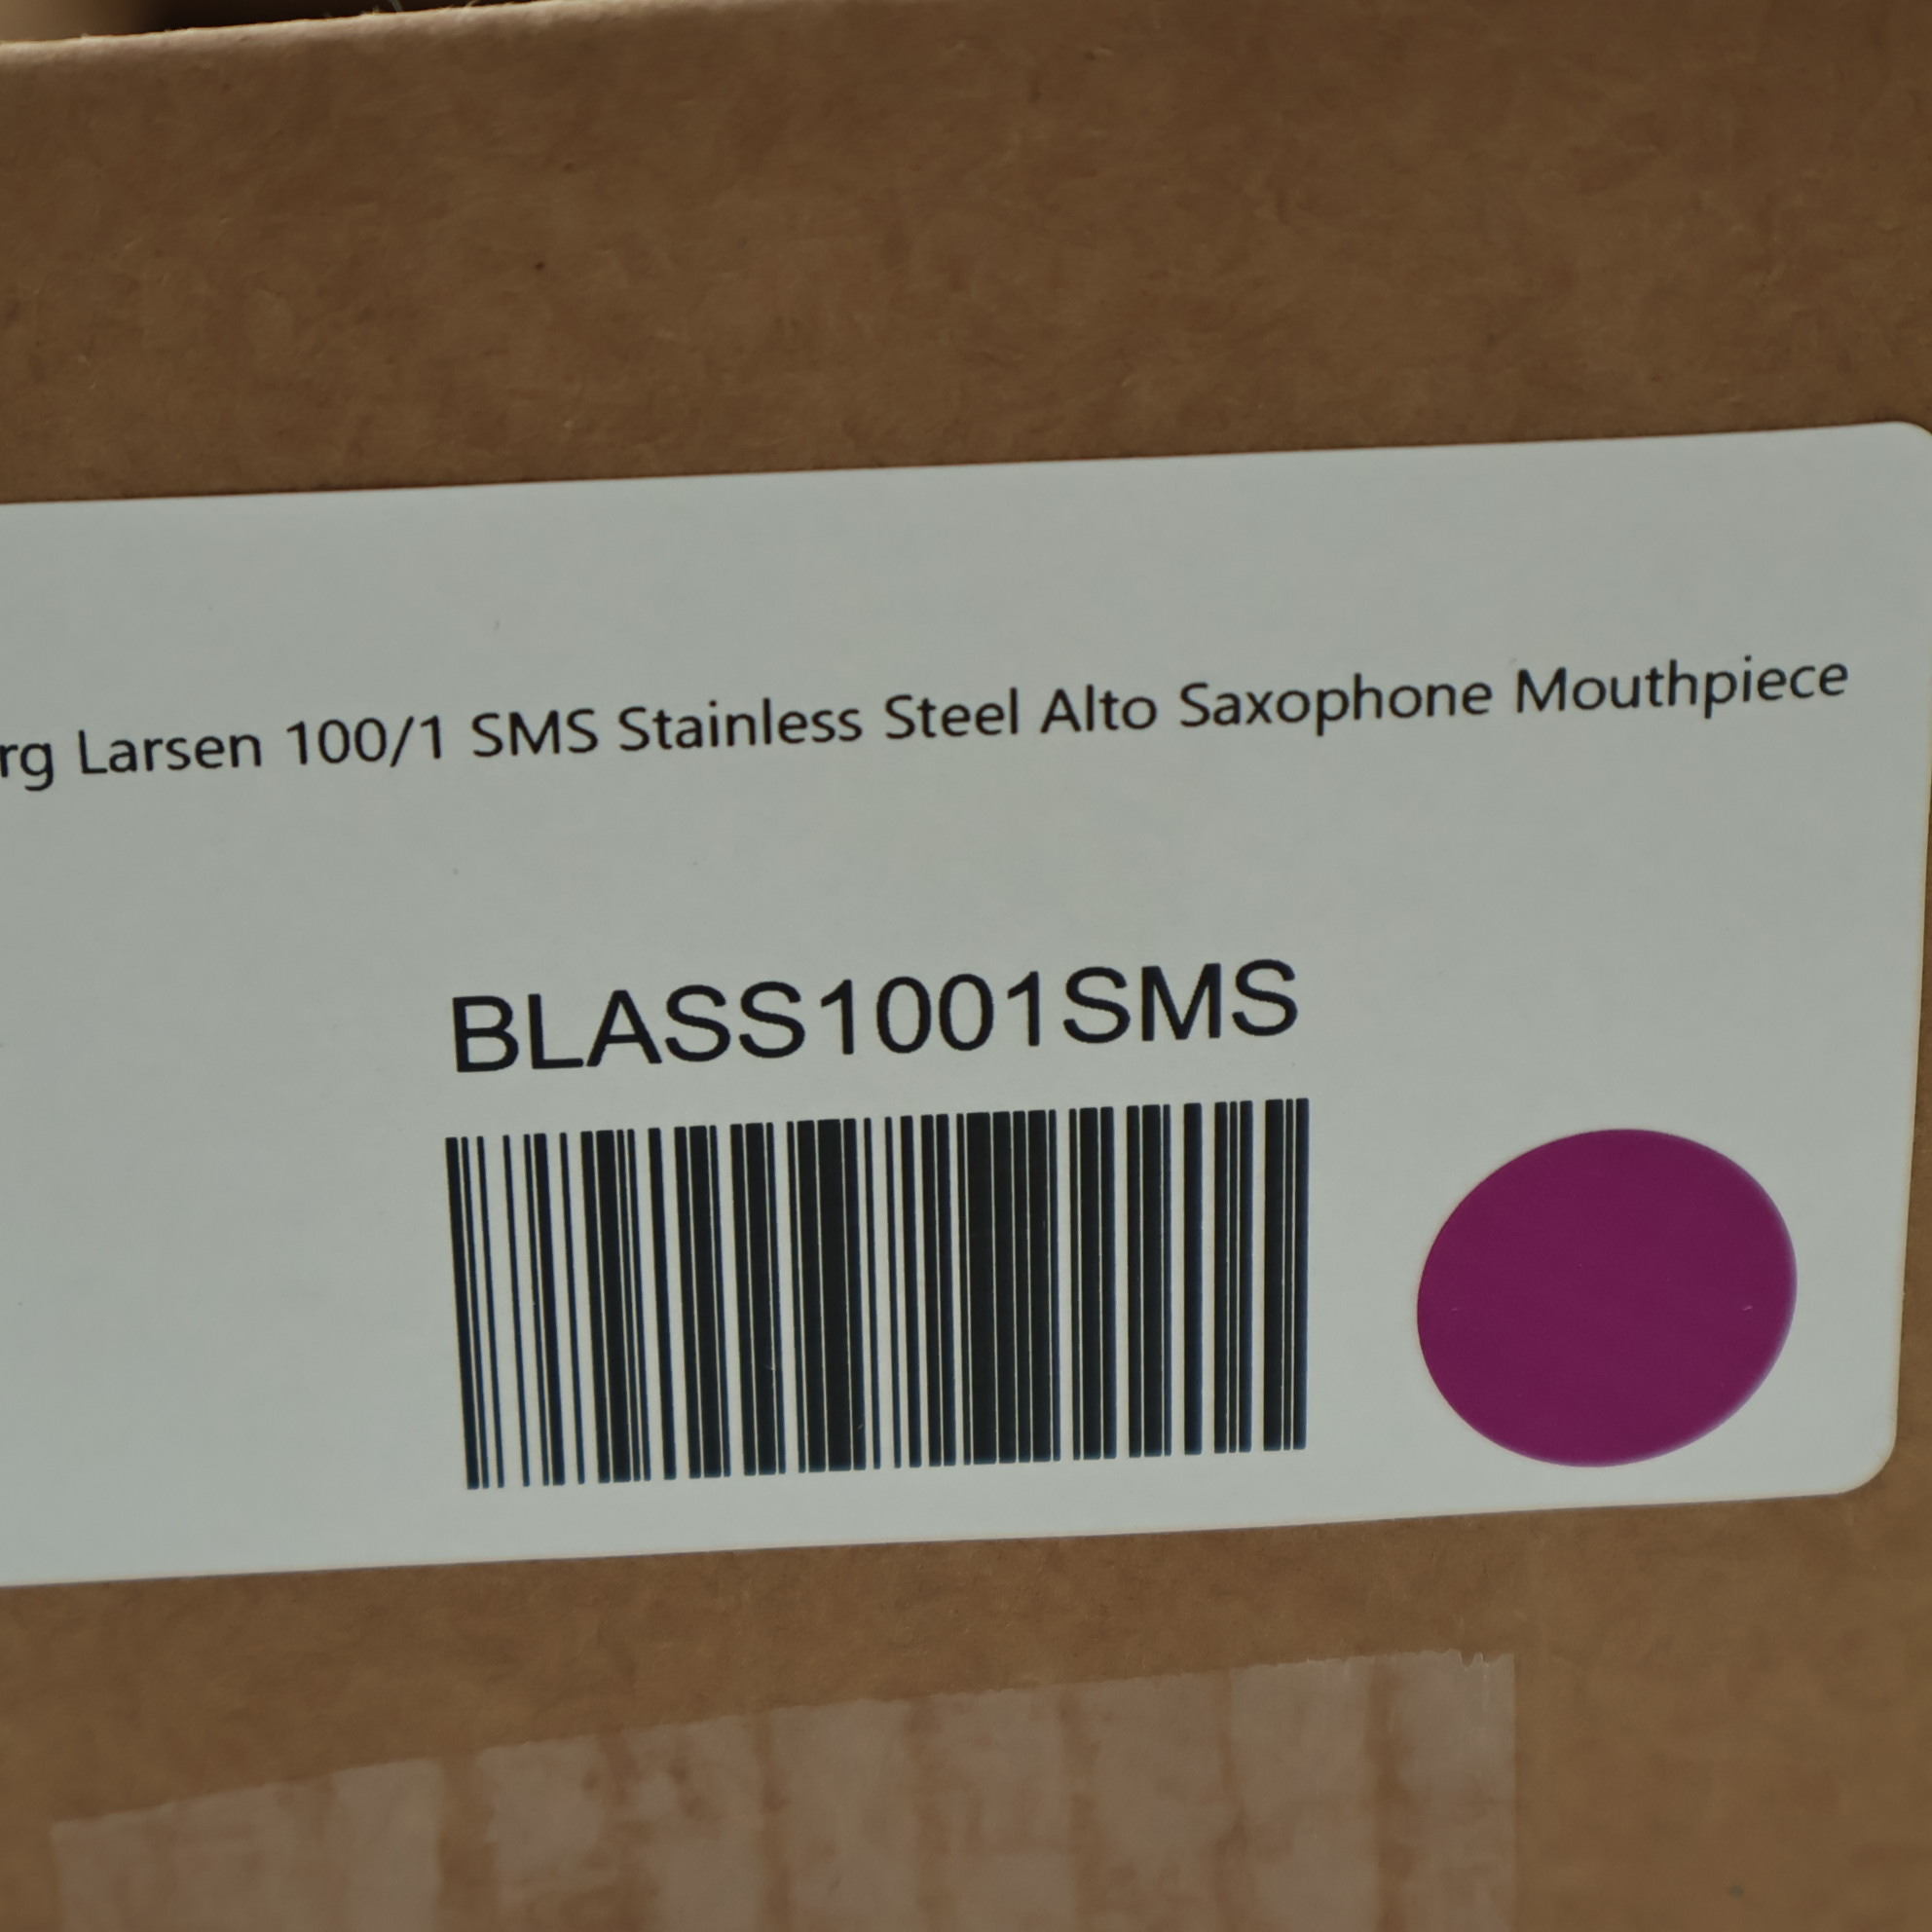 rg Larsen 100/1 SMS Stainless Steel Alto Saxophone Mouthpiece
BLASS1001SMS